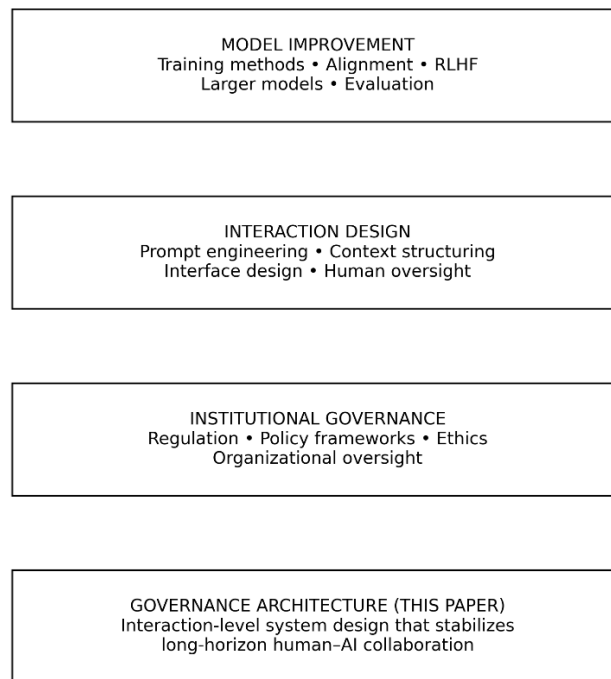 MODEL IMPROVEMENT
Training methods • Alignment • RLHF
Larger models • Evaluation
INTERACTION DESIGN
Prompt engineering • Context structuring
Interface design • Human oversight
INSTITUTIONAL GOVERNANCE
Regulation • Policy frameworks • Ethics
Organizational oversight
GOVERNANCE ARCHITECTURE (THIS PAPER)
Interaction-level system design that stabilizes
long-horizon human–AI collaboration